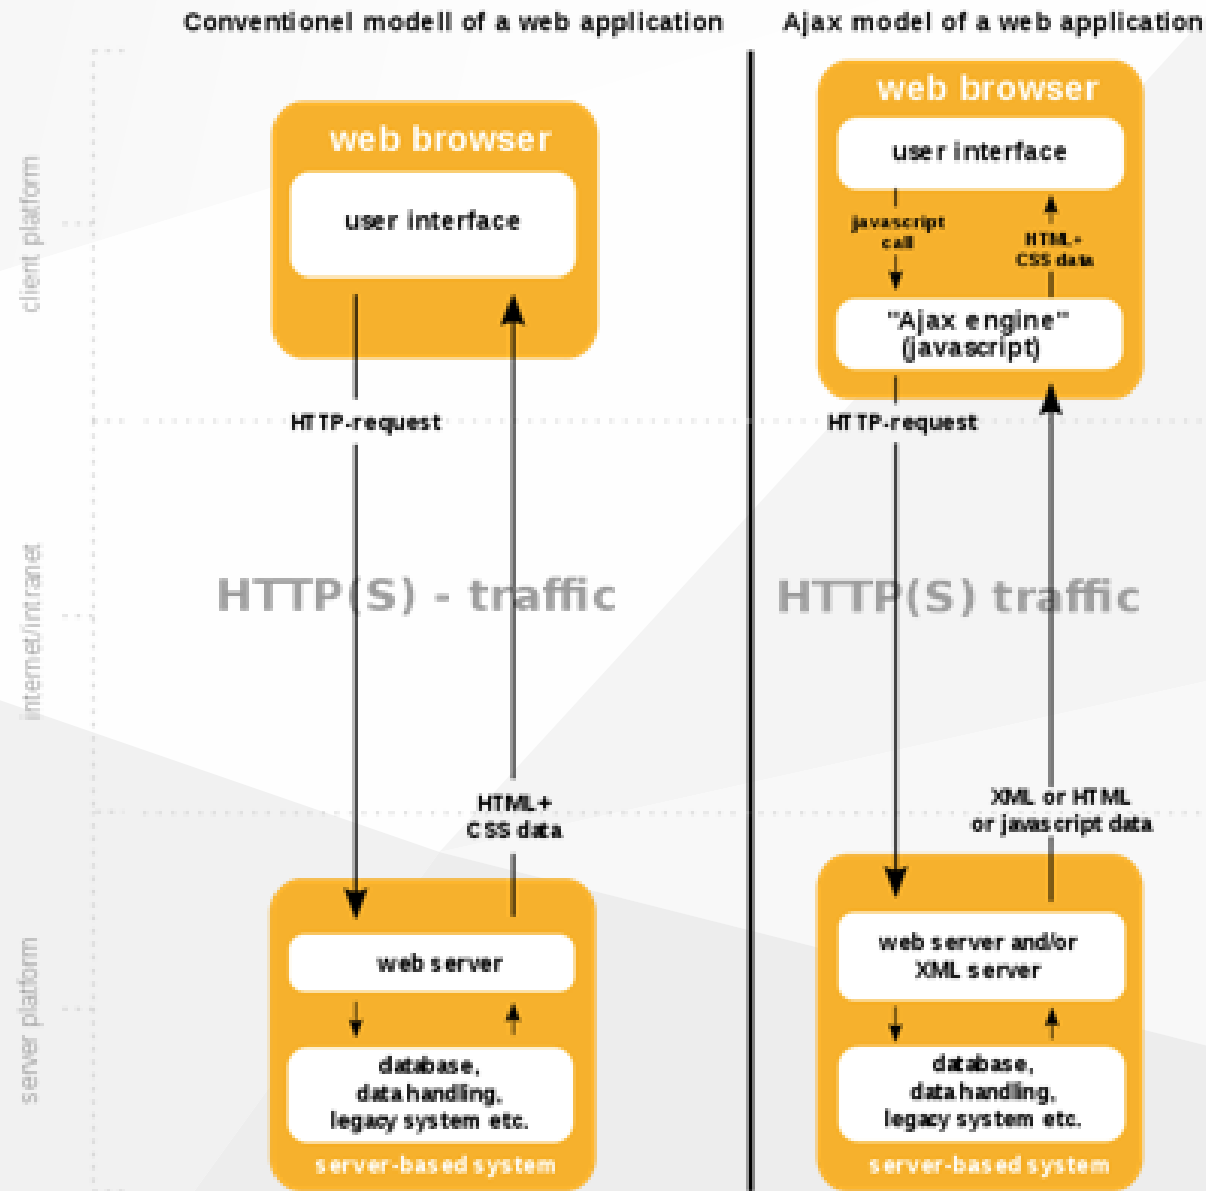 Conventionel modell of a web application
web browser
user interface
HTTP-request
HTTP(S) - traffic
HTML+
CSS data
web server
database,
data handling,
legacy system etc.
server-based system
Ajax model of a web application
web browser
user interface
javascript
call
HTML+
CSS data
"Ajax engine"
(javascript)
HTTP-request
HTTP(S) traffic
XML or HTML
or javascript data
web server and/or
XML server
database,
data handling,
legacy system etc.
server-based system
client platform
internet/intranet
server platform